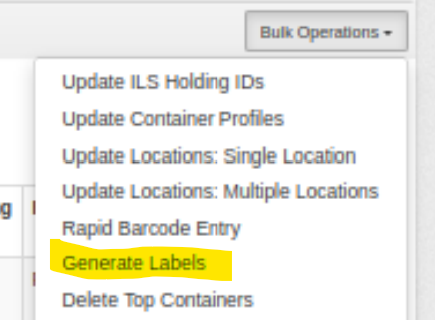 Bulk Operations
Update ILS Holding IDs
Update Container Profiles
Update Locations: Single Location
Update Locations: Multiple Locations
g
Rapid Barcode Entry
Generate Labels
Delete Top Containers